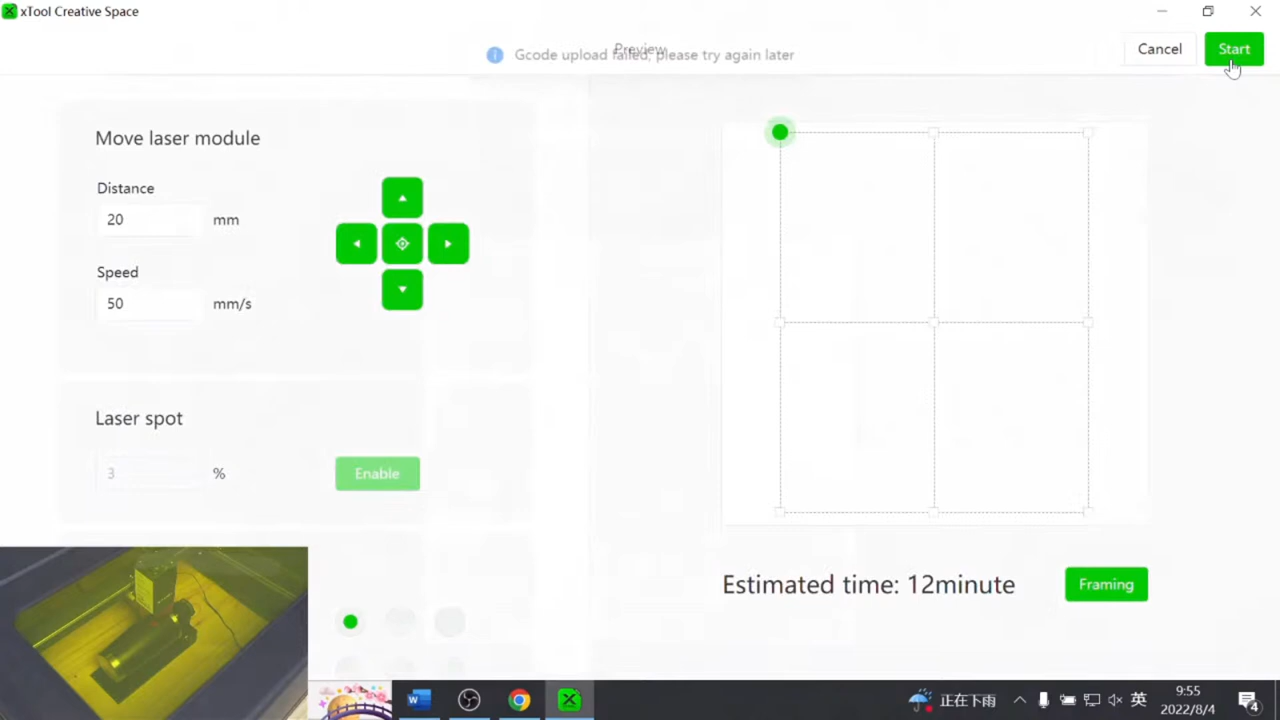 xTool Creative Space
Preview
Gcode upload failed, please try again later
Cancel
Start
Move laser module
Distance
20 mm
Speed
50 mm/s
Laser spot
3 %
Enable
Estimated time: 12minute
Framing
正在下雨
英
9:55
2022/8/4
4